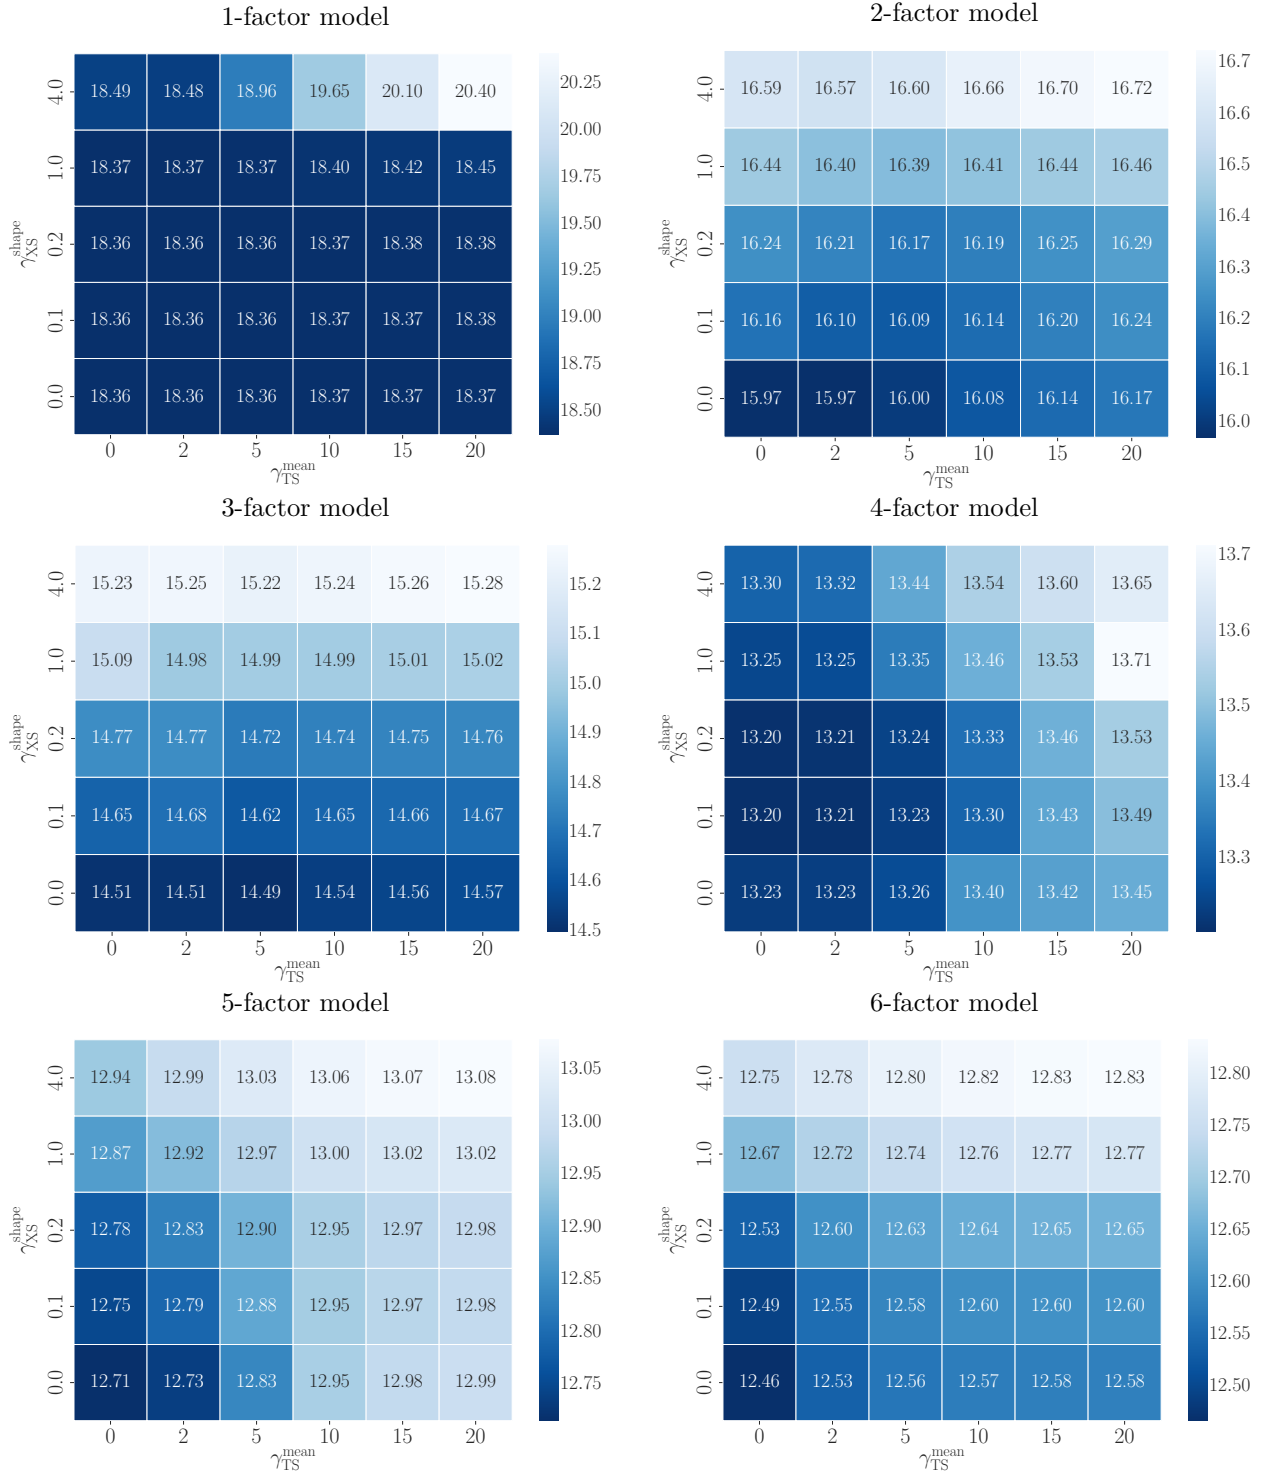 1-factor model
4.0 18.49 18.48 18.96 19.65 20.10 20.40
1.0 18.37 18.37 18.37 18.40 18.42 18.45
0.2 18.36 18.36 18.36 18.37 18.38 18.38
0.1 18.36 18.36 18.36 18.37 18.37 18.38
0.0 18.36 18.36 18.36 18.37 18.37 18.37
0 2 5 10 15 20
γ_TS^mean
γ_XS^shape
20.25
20.00
19.75
19.50
19.25
19.00
18.75
18.50
2-factor model
4.0 16.59 16.57 16.60 16.66 16.70 16.72
1.0 16.44 16.40 16.39 16.41 16.44 16.46
0.2 16.24 16.21 16.17 16.19 16.25 16.29
0.1 16.16 16.10 16.09 16.14 16.20 16.24
0.0 15.97 15.97 16.00 16.08 16.14 16.17
0 2 5 10 15 20
γ_TS^mean
γ_XS^shape
16.7
16.6
16.5
16.4
16.3
16.2
16.1
16.0
3-factor model
4.0 15.23 15.25 15.22 15.24 15.26 15.28
1.0 15.09 14.98 14.99 14.99 15.01 15.02
0.2 14.77 14.77 14.72 14.74 14.75 14.76
0.1 14.65 14.68 14.62 14.65 14.66 14.67
0.0 14.51 14.51 14.49 14.54 14.56 14.57
0 2 5 10 15 20
γ_TS^mean
γ_XS^shape
15.2
15.1
15.0
14.9
14.8
14.7
14.6
14.5
4-factor model
4.0 13.30 13.32 13.44 13.54 13.60 13.65
1.0 13.25 13.25 13.35 13.46 13.53 13.71
0.2 13.20 13.21 13.24 13.33 13.46 13.53
0.1 13.20 13.21 13.23 13.30 13.43 13.49
0.0 13.23 13.23 13.26 13.40 13.42 13.45
0 2 5 10 15 20
γ_TS^mean
γ_XS^shape
13.7
13.6
13.5
13.4
13.3
5-factor model
4.0 12.94 12.99 13.03 13.06 13.07 13.08
1.0 12.87 12.92 12.97 13.00 13.02 13.02
0.2 12.78 12.83 12.90 12.95 12.97 12.98
0.1 12.75 12.79 12.88 12.95 12.97 12.98
0.0 12.71 12.73 12.83 12.95 12.98 12.99
0 2 5 10 15 20
γ_TS^mean
γ_XS^shape
13.05
13.00
12.95
12.90
12.85
12.80
12.75
6-factor model
4.0 12.75 12.78 12.80 12.82 12.83 12.83
1.0 12.67 12.72 12.74 12.76 12.77 12.77
0.2 12.53 12.60 12.63 12.64 12.65 12.65
0.1 12.49 12.55 12.58 12.60 12.60 12.60
0.0 12.46 12.53 12.56 12.57 12.58 12.58
0 2 5 10 15 20
γ_TS^mean
γ_XS^shape
12.80
12.75
12.70
12.65
12.60
12.55
12.50